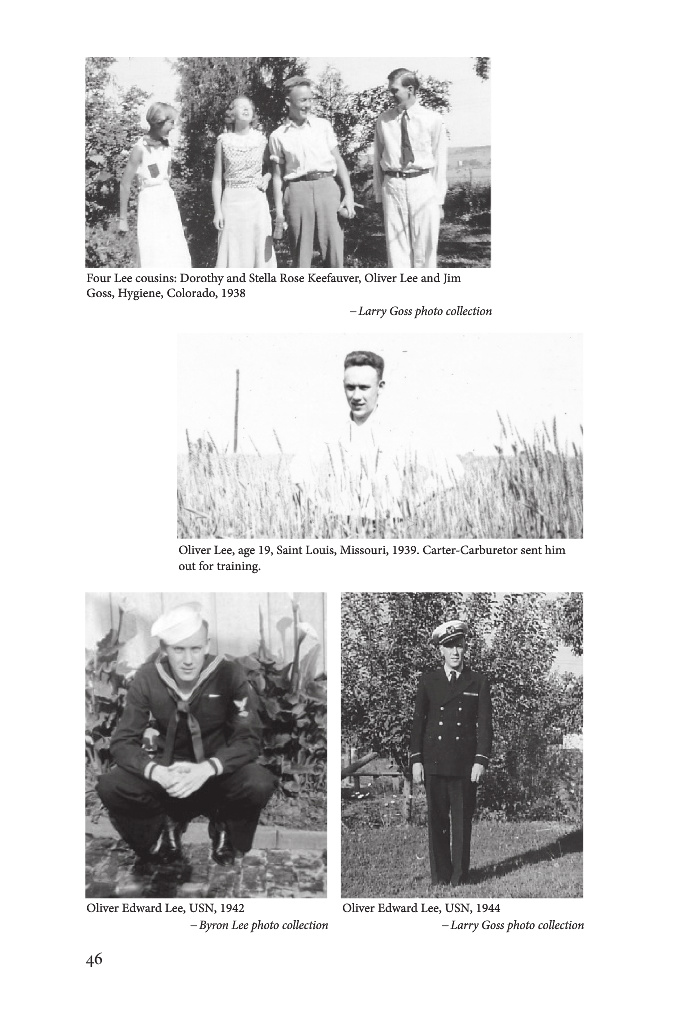 Four Lee cousins: Dorothy and Stella Rose Keefauver, Oliver Lee and Jim
Goss, Hygiene, Colorado, 1938
– Larry Goss photo collection
Oliver Lee, age 19, Saint Louis, Missouri, 1939. Carter-Carburetor sent him
out for training.
Oliver Edward Lee, USN, 1942
– Byron Lee photo collection
Oliver Edward Lee, USN, 1944
– Larry Goss photo collection
46